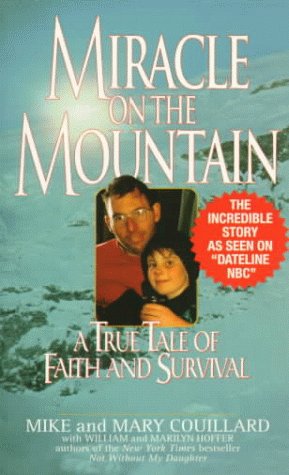 MIRACLE
ON THE
MOUNTAIN
THE
INCREDIBLE
STORY
AS SEEN ON
"DATELINE
NBC"
A TRUE TALE OF
FAITH AND SURVIVAL
MIKE and MARY COUILLARD
with WILLIAM and MARILYN HOFFER
authors of the New York Times bestseller
Not Without My Daughter